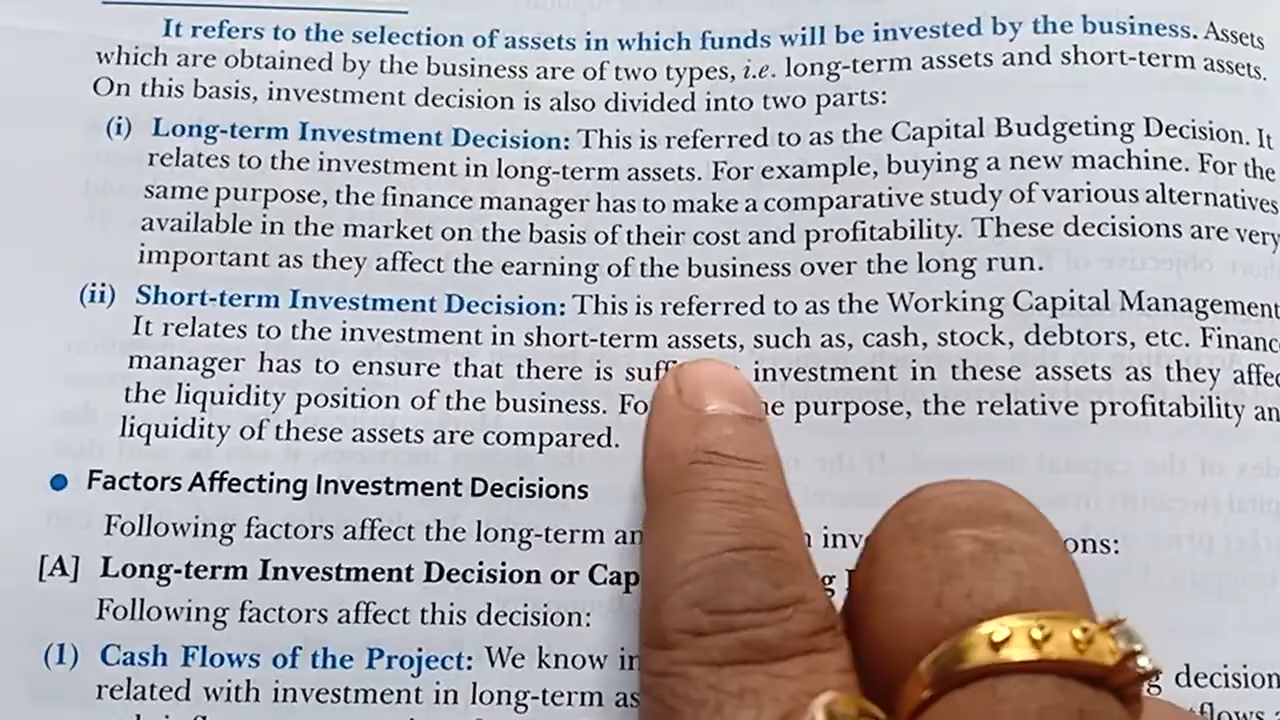 It refers to the selection of assets in which funds will be invested by the business. Assets
which are obtained by the business are of two types, i.e. long-term assets and short-term assets.
On this basis, investment decision is also divided into two parts:
(i) Long-term Investment Decision: This is referred to as the Capital Budgeting Decision. It
relates to the investment in long-term assets. For example, buying a new machine. For the
same purpose, the finance manager has to make a comparative study of various alternatives
available in the market on the basis of their cost and profitability. These decisions are very
important as they affect the earning of the business over the long run.
(ii) Short-term Investment Decision: This is referred to as the Working Capital Management
It relates to the investment in short-term assets, such as, cash, stock, debtors, etc. Financ
manager has to ensure that there is suff investment in these assets as they affec
the liquidity position of the business. Fo purpose, the relative profitability an
liquidity of these assets are compared.
● Factors Affecting Investment Decisions
Following factors affect the long-term an inv ons:
[A] Long-term Investment Decision or Cap
Following factors affect this decision:
(1) Cash Flows of the Project: We know in decision
related with investment in long-term as flows